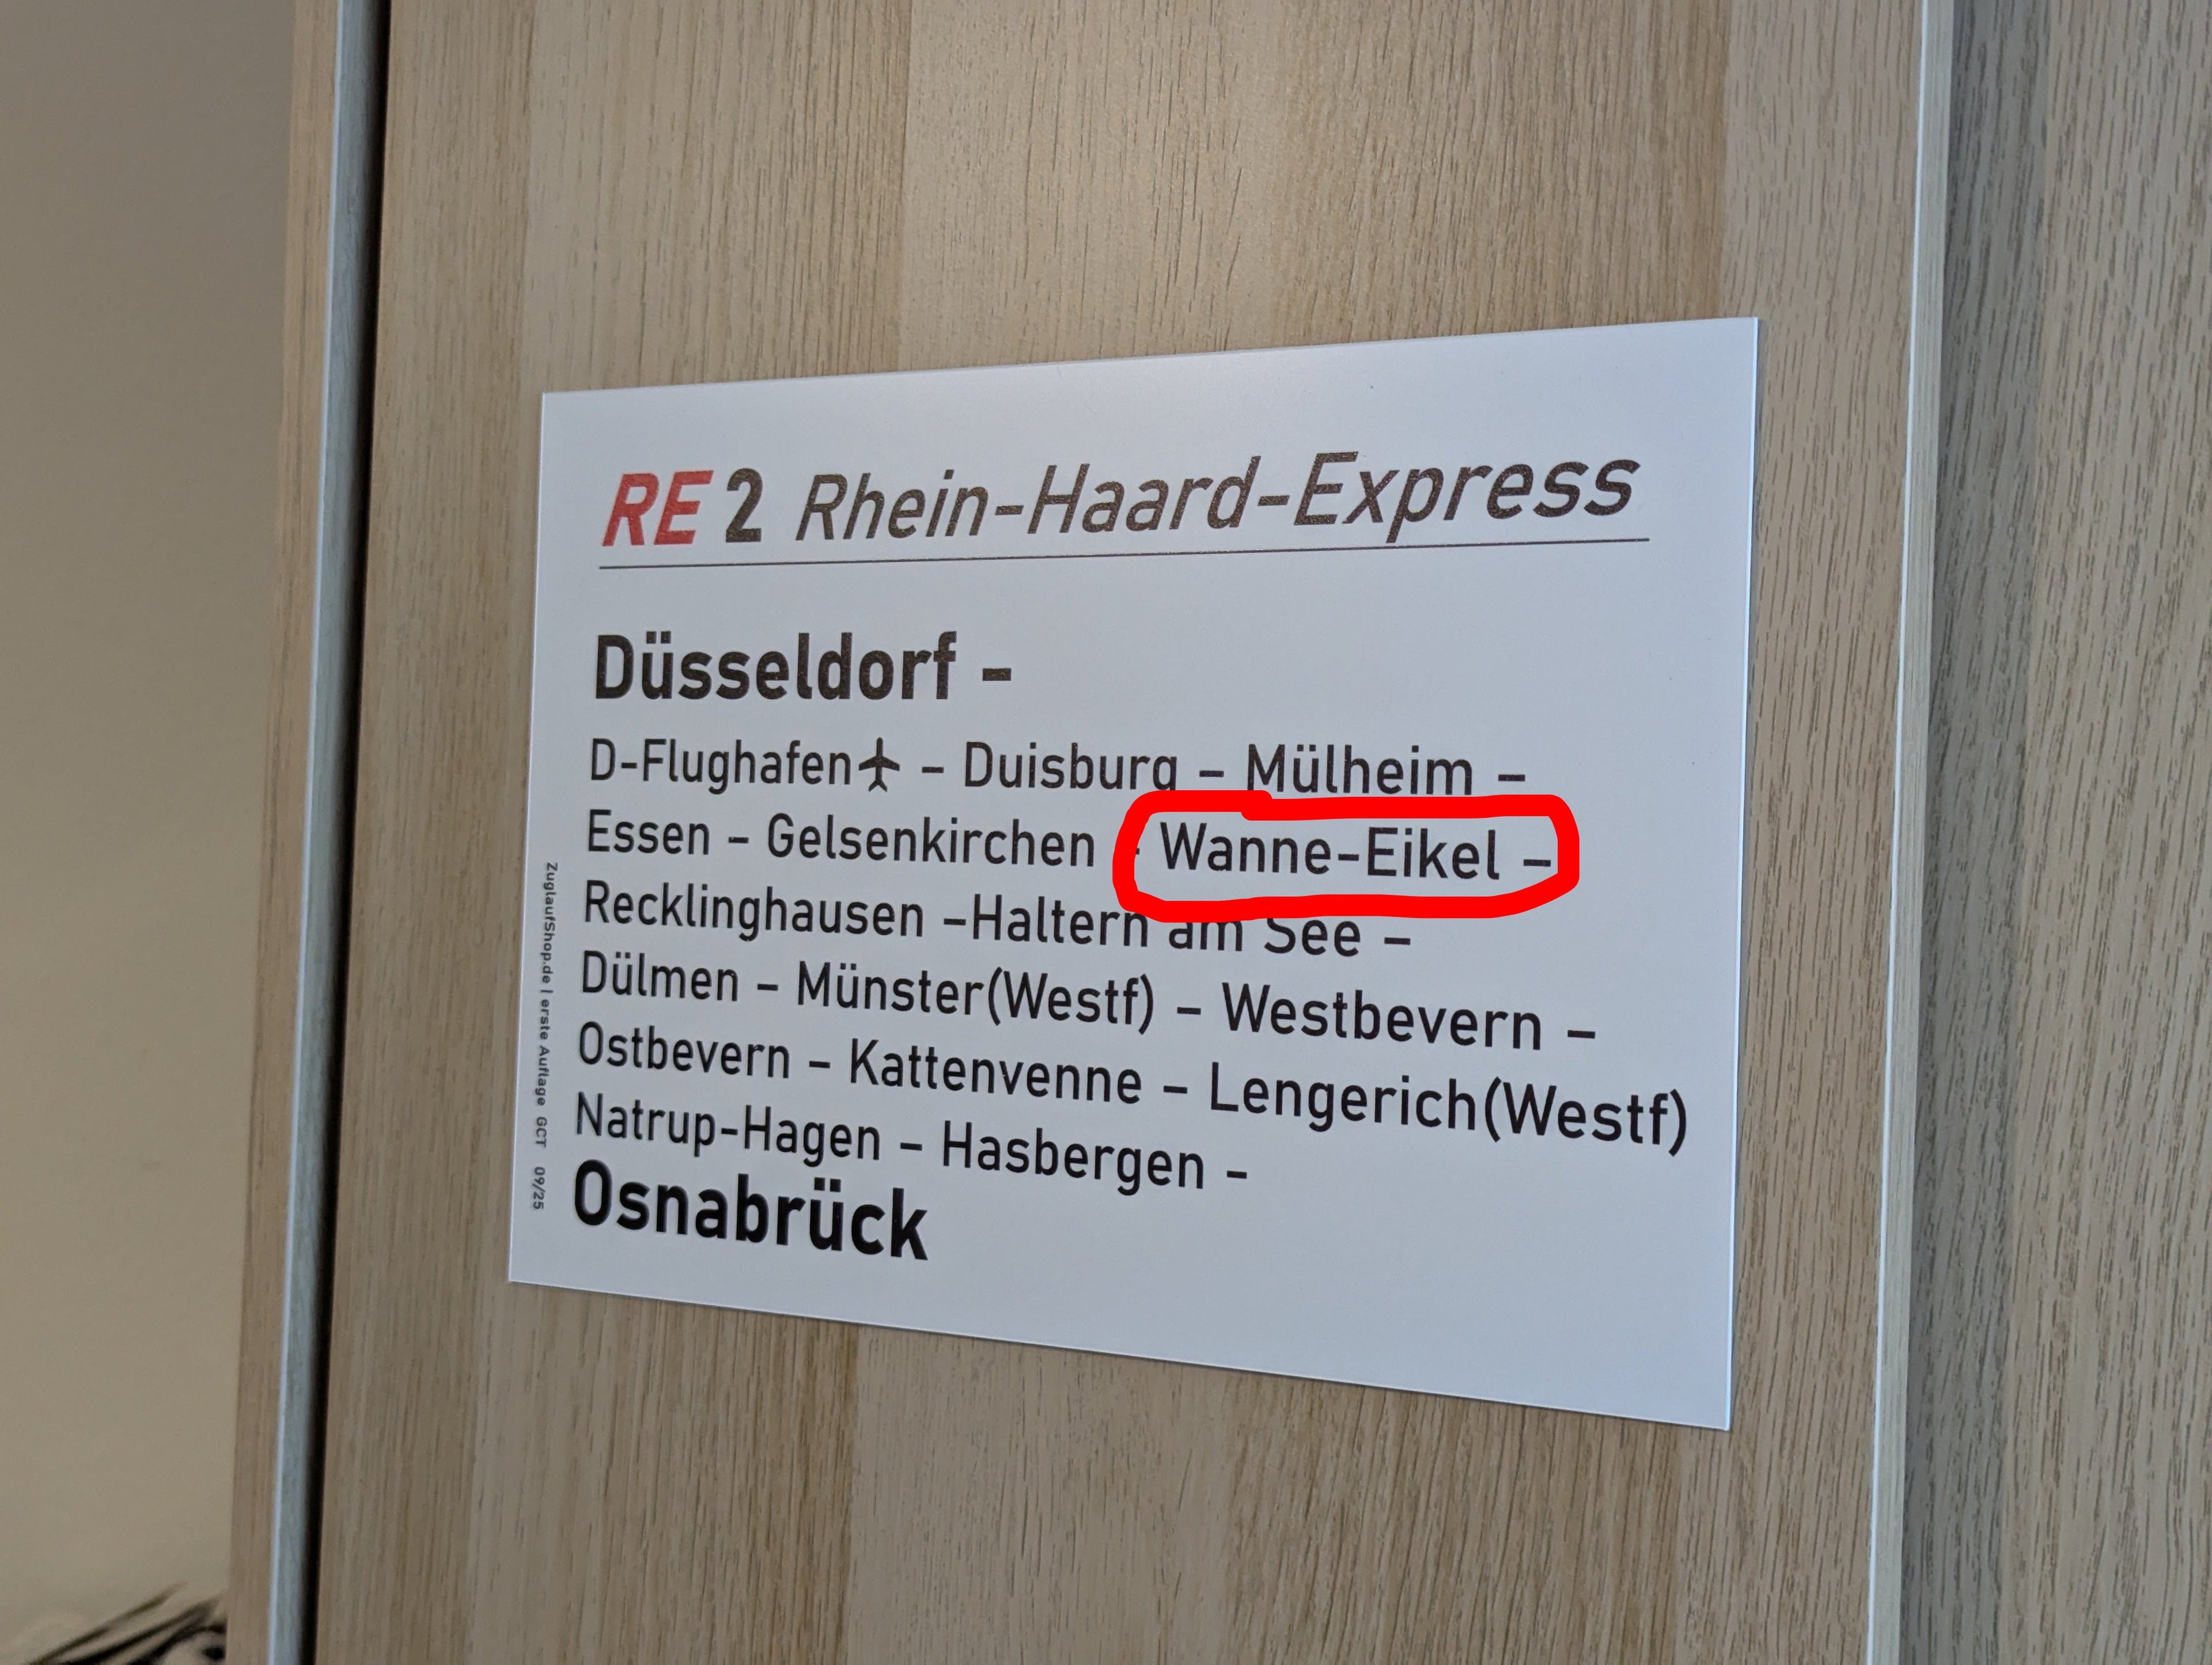 RE 2 Rhein-Haard-Express
Düsseldorf -
D-Flughafen – Duisburg – Mülheim –
Essen – Gelsenkirchen - Wanne-Eikel –
Recklinghausen –Haltern am See –
Dülmen – Münster(Westf) – Westbevern –
Ostbevern – Kattenvenne – Lengerich(Westf)
Natrup-Hagen – Hasbergen –
Osnabrück
ZuglaufShop.de | erste Auflage GCT 09/25